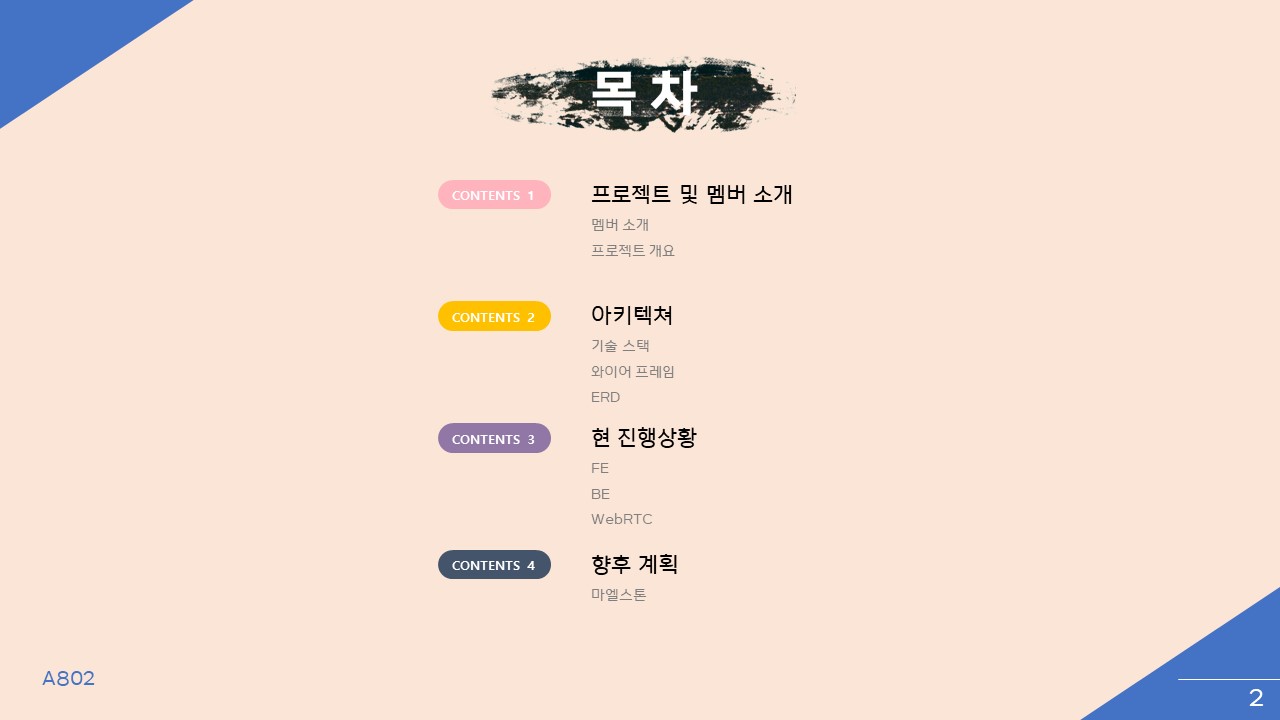 목 차
CONTENTS 1
프로젝트 및 멤버 소개
멤버 소개
프로젝트 개요
CONTENTS 2
아키텍쳐
기술 스택
와이어 프레임
ERD
CONTENTS 3
현 진행상황
FE
BE
WebRTC
CONTENTS 4
향후 계획
마엘스톤
A802
2